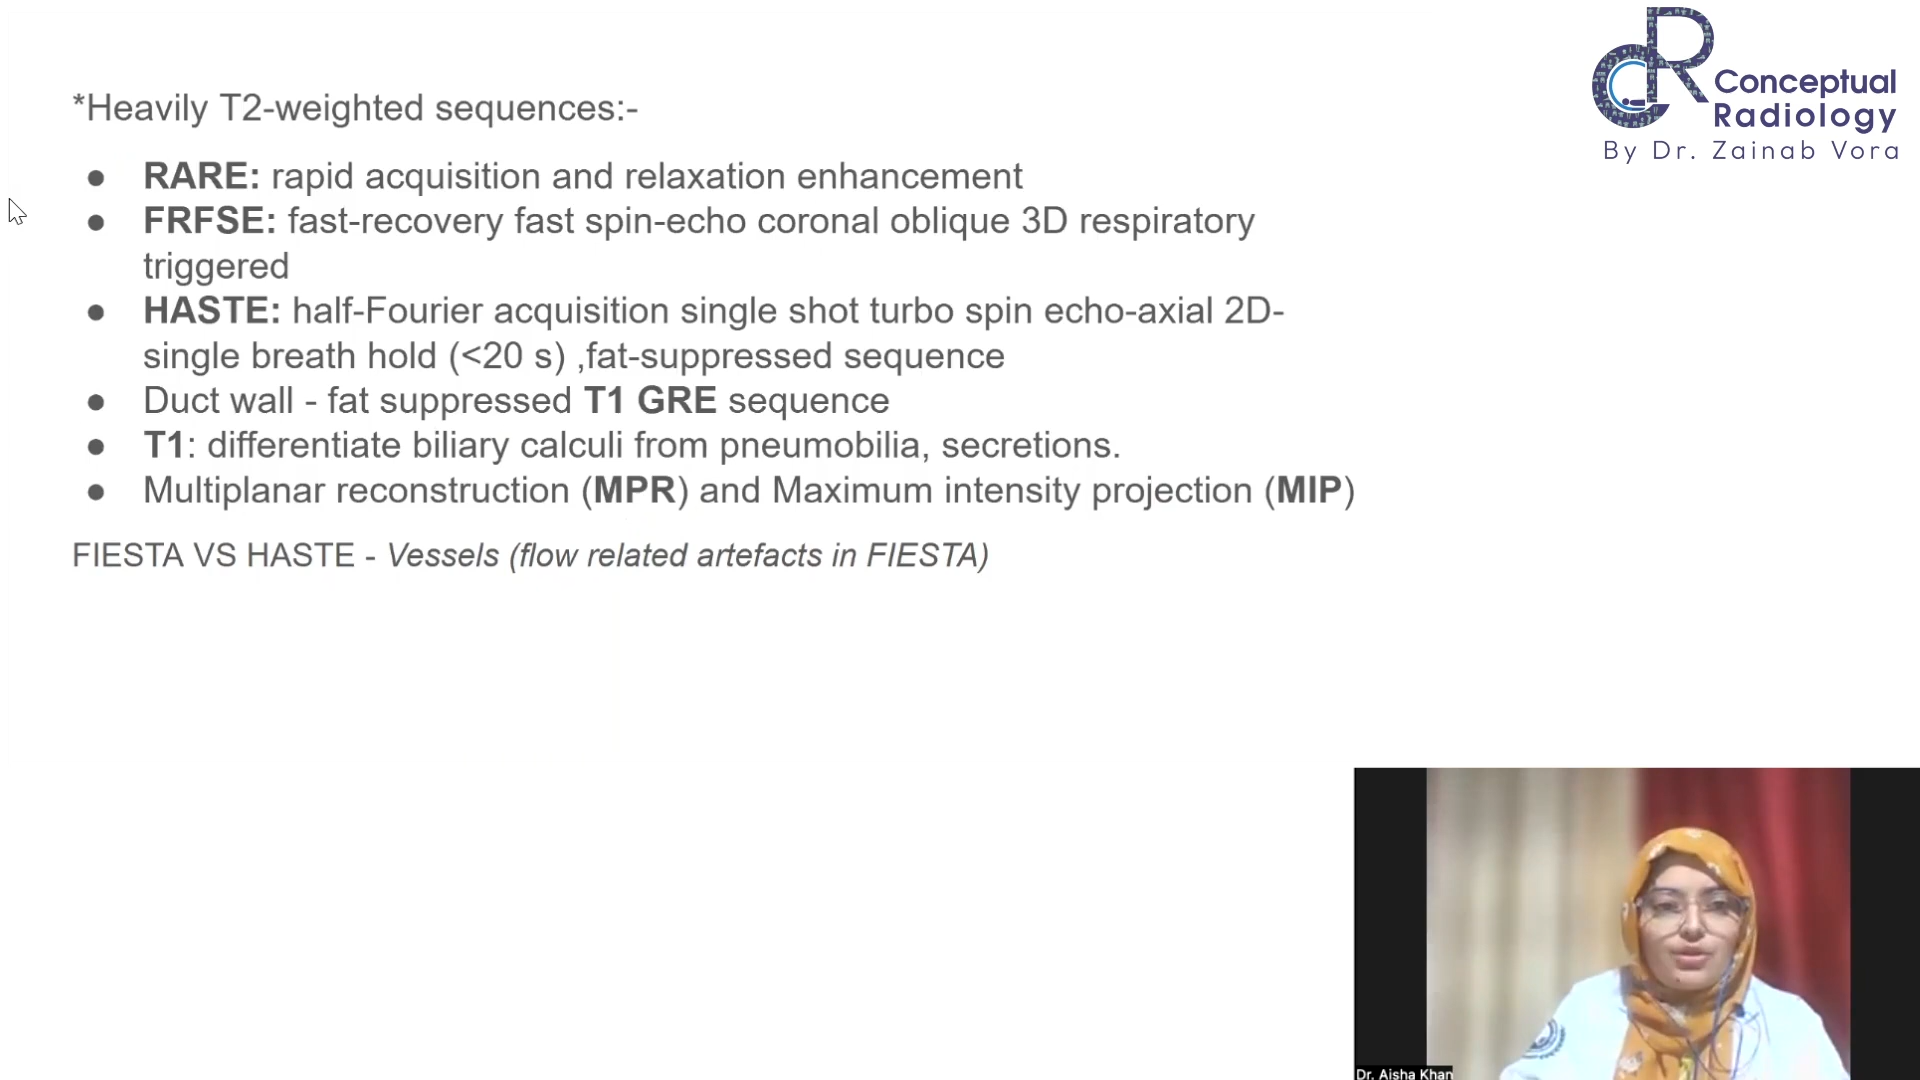 *Heavily T2-weighted sequences:-
● RARE: rapid acquisition and relaxation enhancement
● FRFSE: fast-recovery fast spin-echo coronal oblique 3D respiratory
triggered
● HASTE: half-Fourier acquisition single shot turbo spin echo-axial 2D-
single breath hold (<20 s) ,fat-suppressed sequence
● Duct wall - fat suppressed T1 GRE sequence
● T1: differentiate biliary calculi from pneumobilia, secretions.
● Multiplanar reconstruction (MPR) and Maximum intensity projection (MIP)
FIESTA VS HASTE - Vessels (flow related artefacts in FIESTA)
CR Conceptual
Radiology
By Dr. Zainab Vora
Dr. Aisha Khan